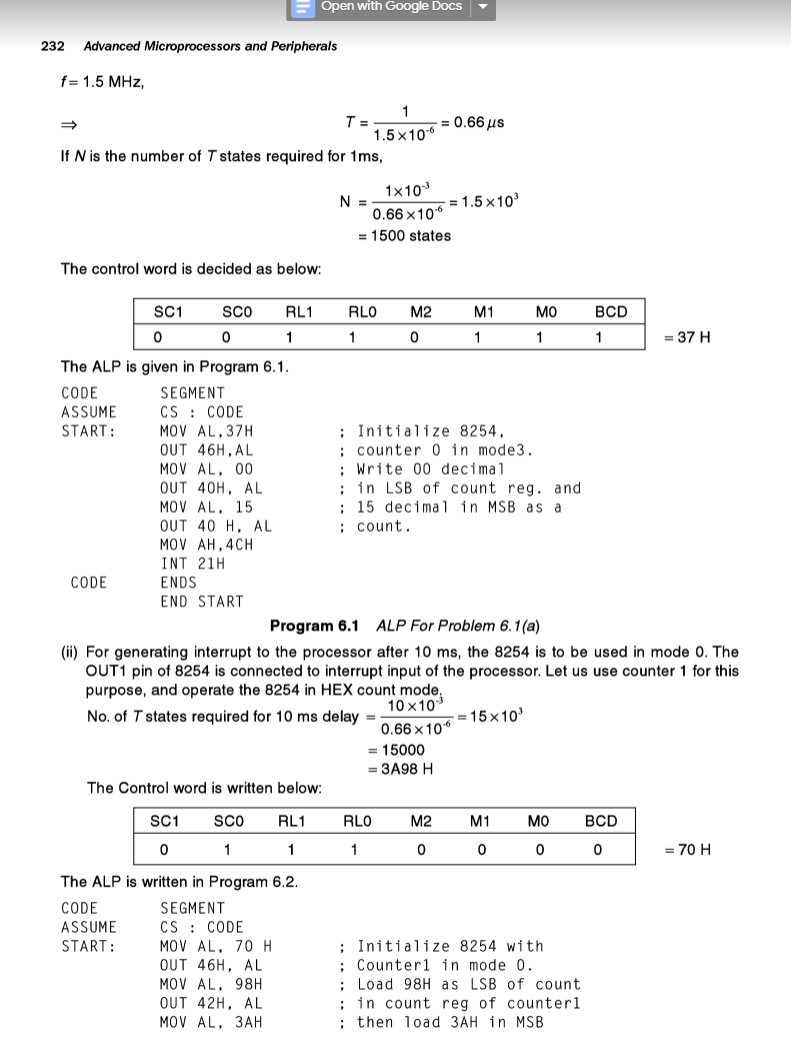 Open with Google Docs
232 Advanced Microprocessors and Peripherals
f = 1.5 MHz,
⇒ T = 1 / 1.5×10⁻⁶ = 0.66 μs
If N is the number of T states required for 1ms,
N = 1×10⁻³ / 0.66×10⁻⁶ = 1.5×10³
= 1500 states
The control word is decided as below:
SC1 SC0 RL1 RL0 M2 M1 M0 BCD
0 0 1 1 0 1 1 1 = 37 H
The ALP is given in Program 6.1.
CODE SEGMENT
ASSUME CS : CODE
START: MOV AL,37H ; Initialize 8254,
OUT 46H,AL ; counter 0 in mode3.
MOV AL, 00 ; Write 00 decimal
OUT 40H, AL ; in LSB of count reg. and
MOV AL, 15 ; 15 decimal in MSB as a
OUT 40 H, AL ; count.
MOV AH,4CH
INT 21H
CODE ENDS
END START
Program 6.1 ALP For Problem 6.1(a)
(ii) For generating interrupt to the processor after 10 ms, the 8254 is to be used in mode 0. The
OUT1 pin of 8254 is connected to interrupt input of the processor. Let us use counter 1 for this
purpose, and operate the 8254 in HEX count mode.
No. of T states required for 10 ms delay = 10×10⁻³ / 0.66×10⁻⁶ = 15×10³
= 15000
= 3A98 H
The Control word is written below:
SC1 SC0 RL1 RL0 M2 M1 M0 BCD
0 1 1 1 0 0 0 0 = 70 H
The ALP is written in Program 6.2.
CODE SEGMENT
ASSUME CS : CODE
START: MOV AL, 70 H ; Initialize 8254 with
OUT 46H, AL ; Counter1 in mode 0.
MOV AL, 98H ; Load 98H as LSB of count
OUT 42H, AL ; in count reg of counter1
MOV AL, 3AH ; then load 3AH in MSB